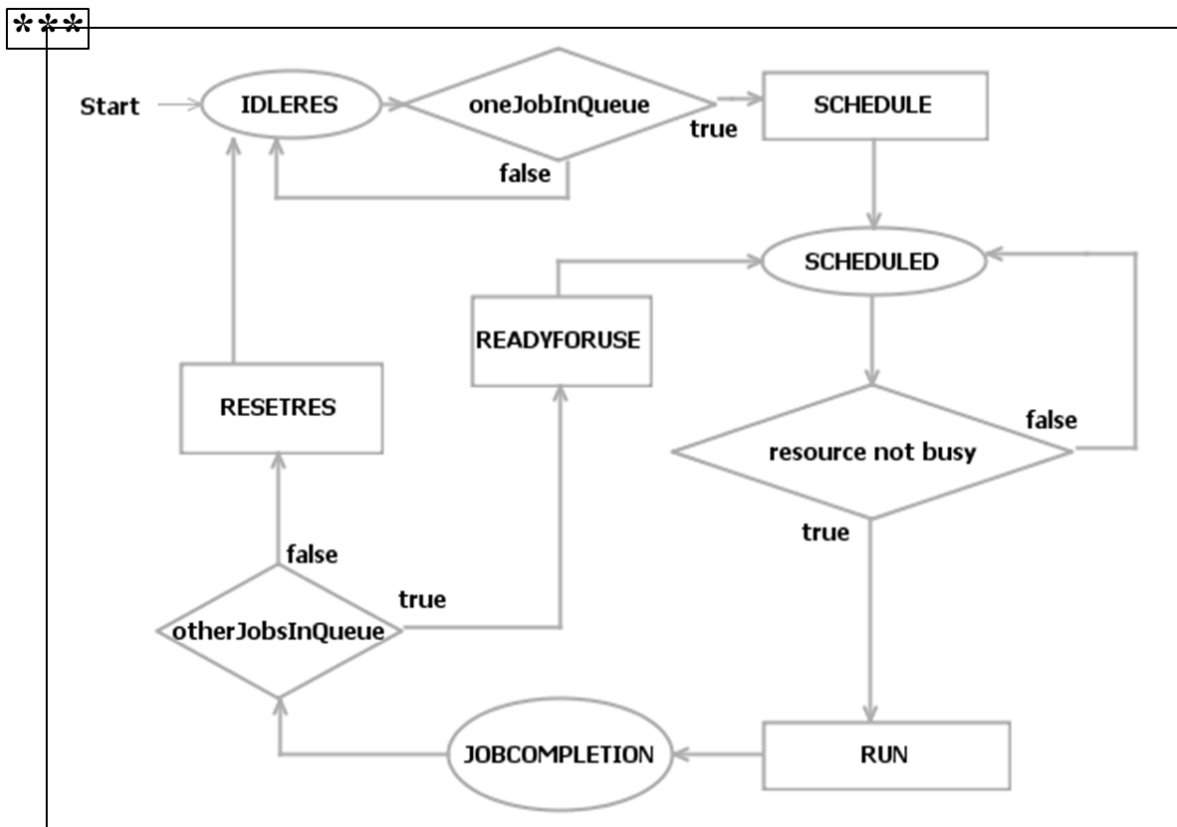 ***
Start
IDLERES
oneJobInQueue
true
false
SCHEDULE
SCHEDULED
READYFORUSE
RESETRES
resource not busy
false
true
false
true
otherJobsInQueue
JOBCOMPLETION
RUN